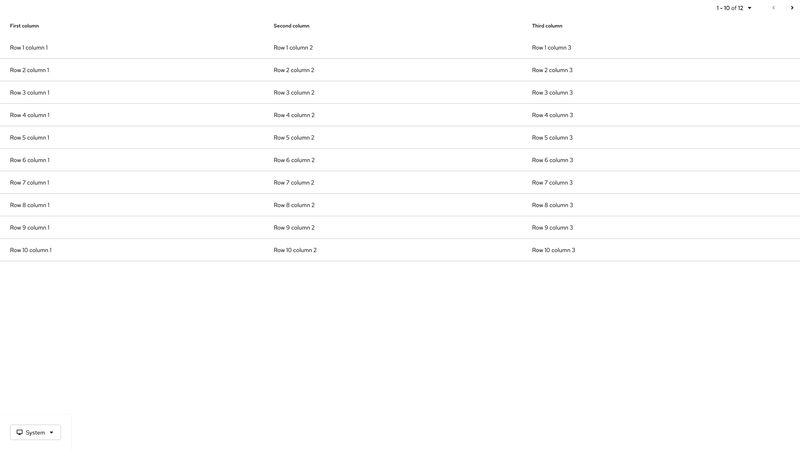 1 - 10 of 12
First column Second column Third column
Row 1 column 1 Row 1 column 2 Row 1 column 3
Row 2 column 1 Row 2 column 2 Row 2 column 3
Row 3 column 1 Row 3 column 2 Row 3 column 3
Row 4 column 1 Row 4 column 2 Row 4 column 3
Row 5 column 1 Row 5 column 2 Row 5 column 3
Row 6 column 1 Row 6 column 2 Row 6 column 3
Row 7 column 1 Row 7 column 2 Row 7 column 3
Row 8 column 1 Row 8 column 2 Row 8 column 3
Row 9 column 1 Row 9 column 2 Row 9 column 3
Row 10 column 1 Row 10 column 2 Row 10 column 3
System